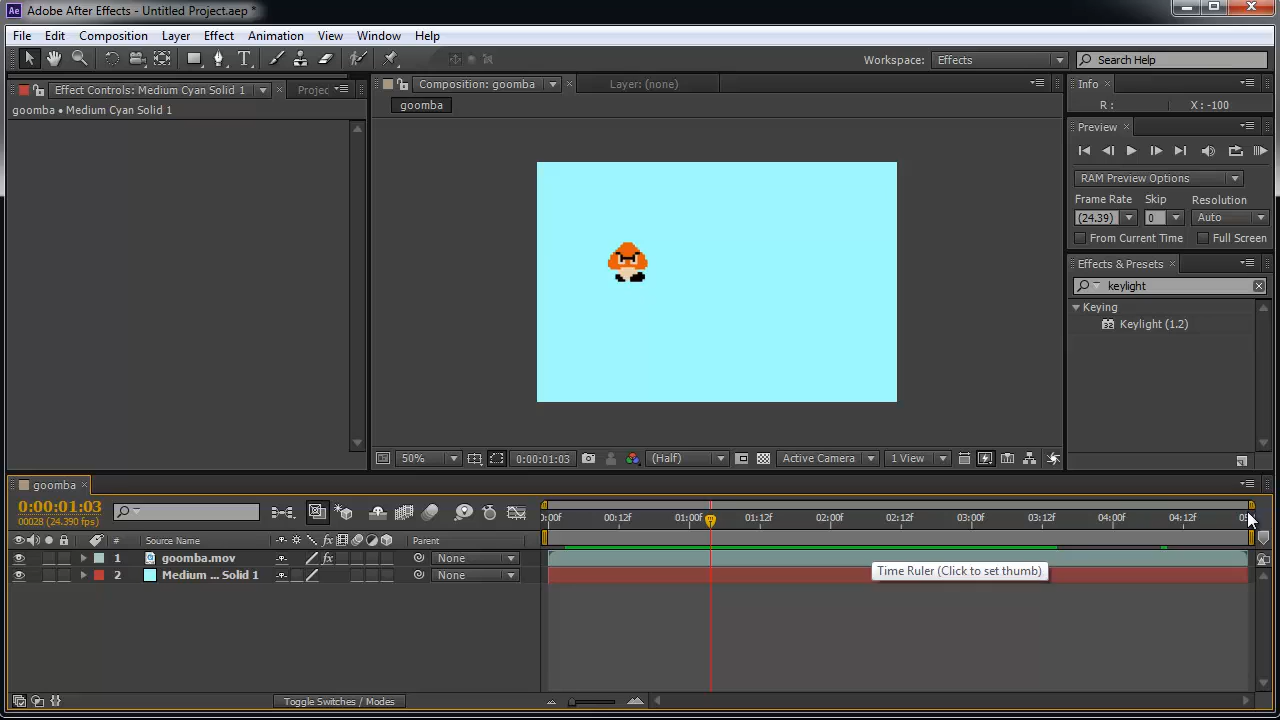 Ae Adobe After Effects - Untitled Project.aep *
File Edit Composition Layer Effect Animation View Window Help
T Workspace: Effects Search Help
Effect Controls: Medium Cyan Solid 1 Projec
goomba • Medium Cyan Solid 1
Composition: goomba Layer: (none)
goomba
Info
R : X : -100
Preview
RAM Preview Options
Frame Rate Skip Resolution
(24.39) 0 Auto
From Current Time Full Screen
Effects & Presets
keylight
Keying
Keylight (1.2)
50% 0:00:01:03 (Half) Active Camera 1 View
goomba
0:00:01:03
00028 (24.390 fps)
0:00f 00:12f 01:00f 01:12f 02:00f 02:12f 03:00f 03:12f 04:00f 04:12f 05
# Source Name fx Parent
1 goomba.mov fx None
2 Medium ... Solid 1 None
Time Ruler (Click to set thumb)
Toggle Switches / Modes